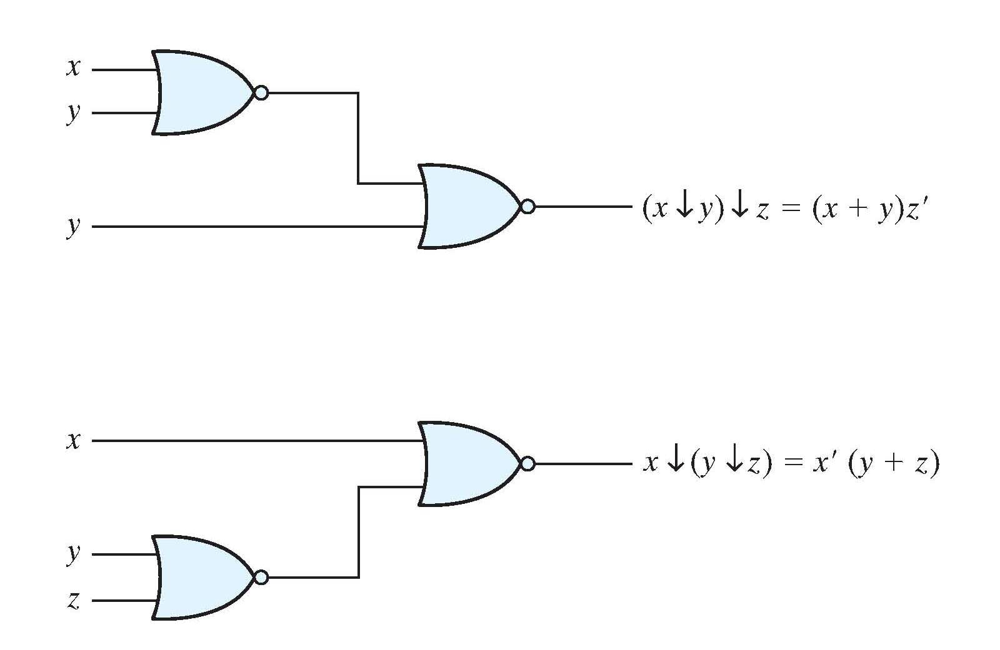 x
y
y
(x ↓ y) ↓ z = (x + y)z′
x
x ↓ (y ↓ z) = x′ (y + z)
y
z